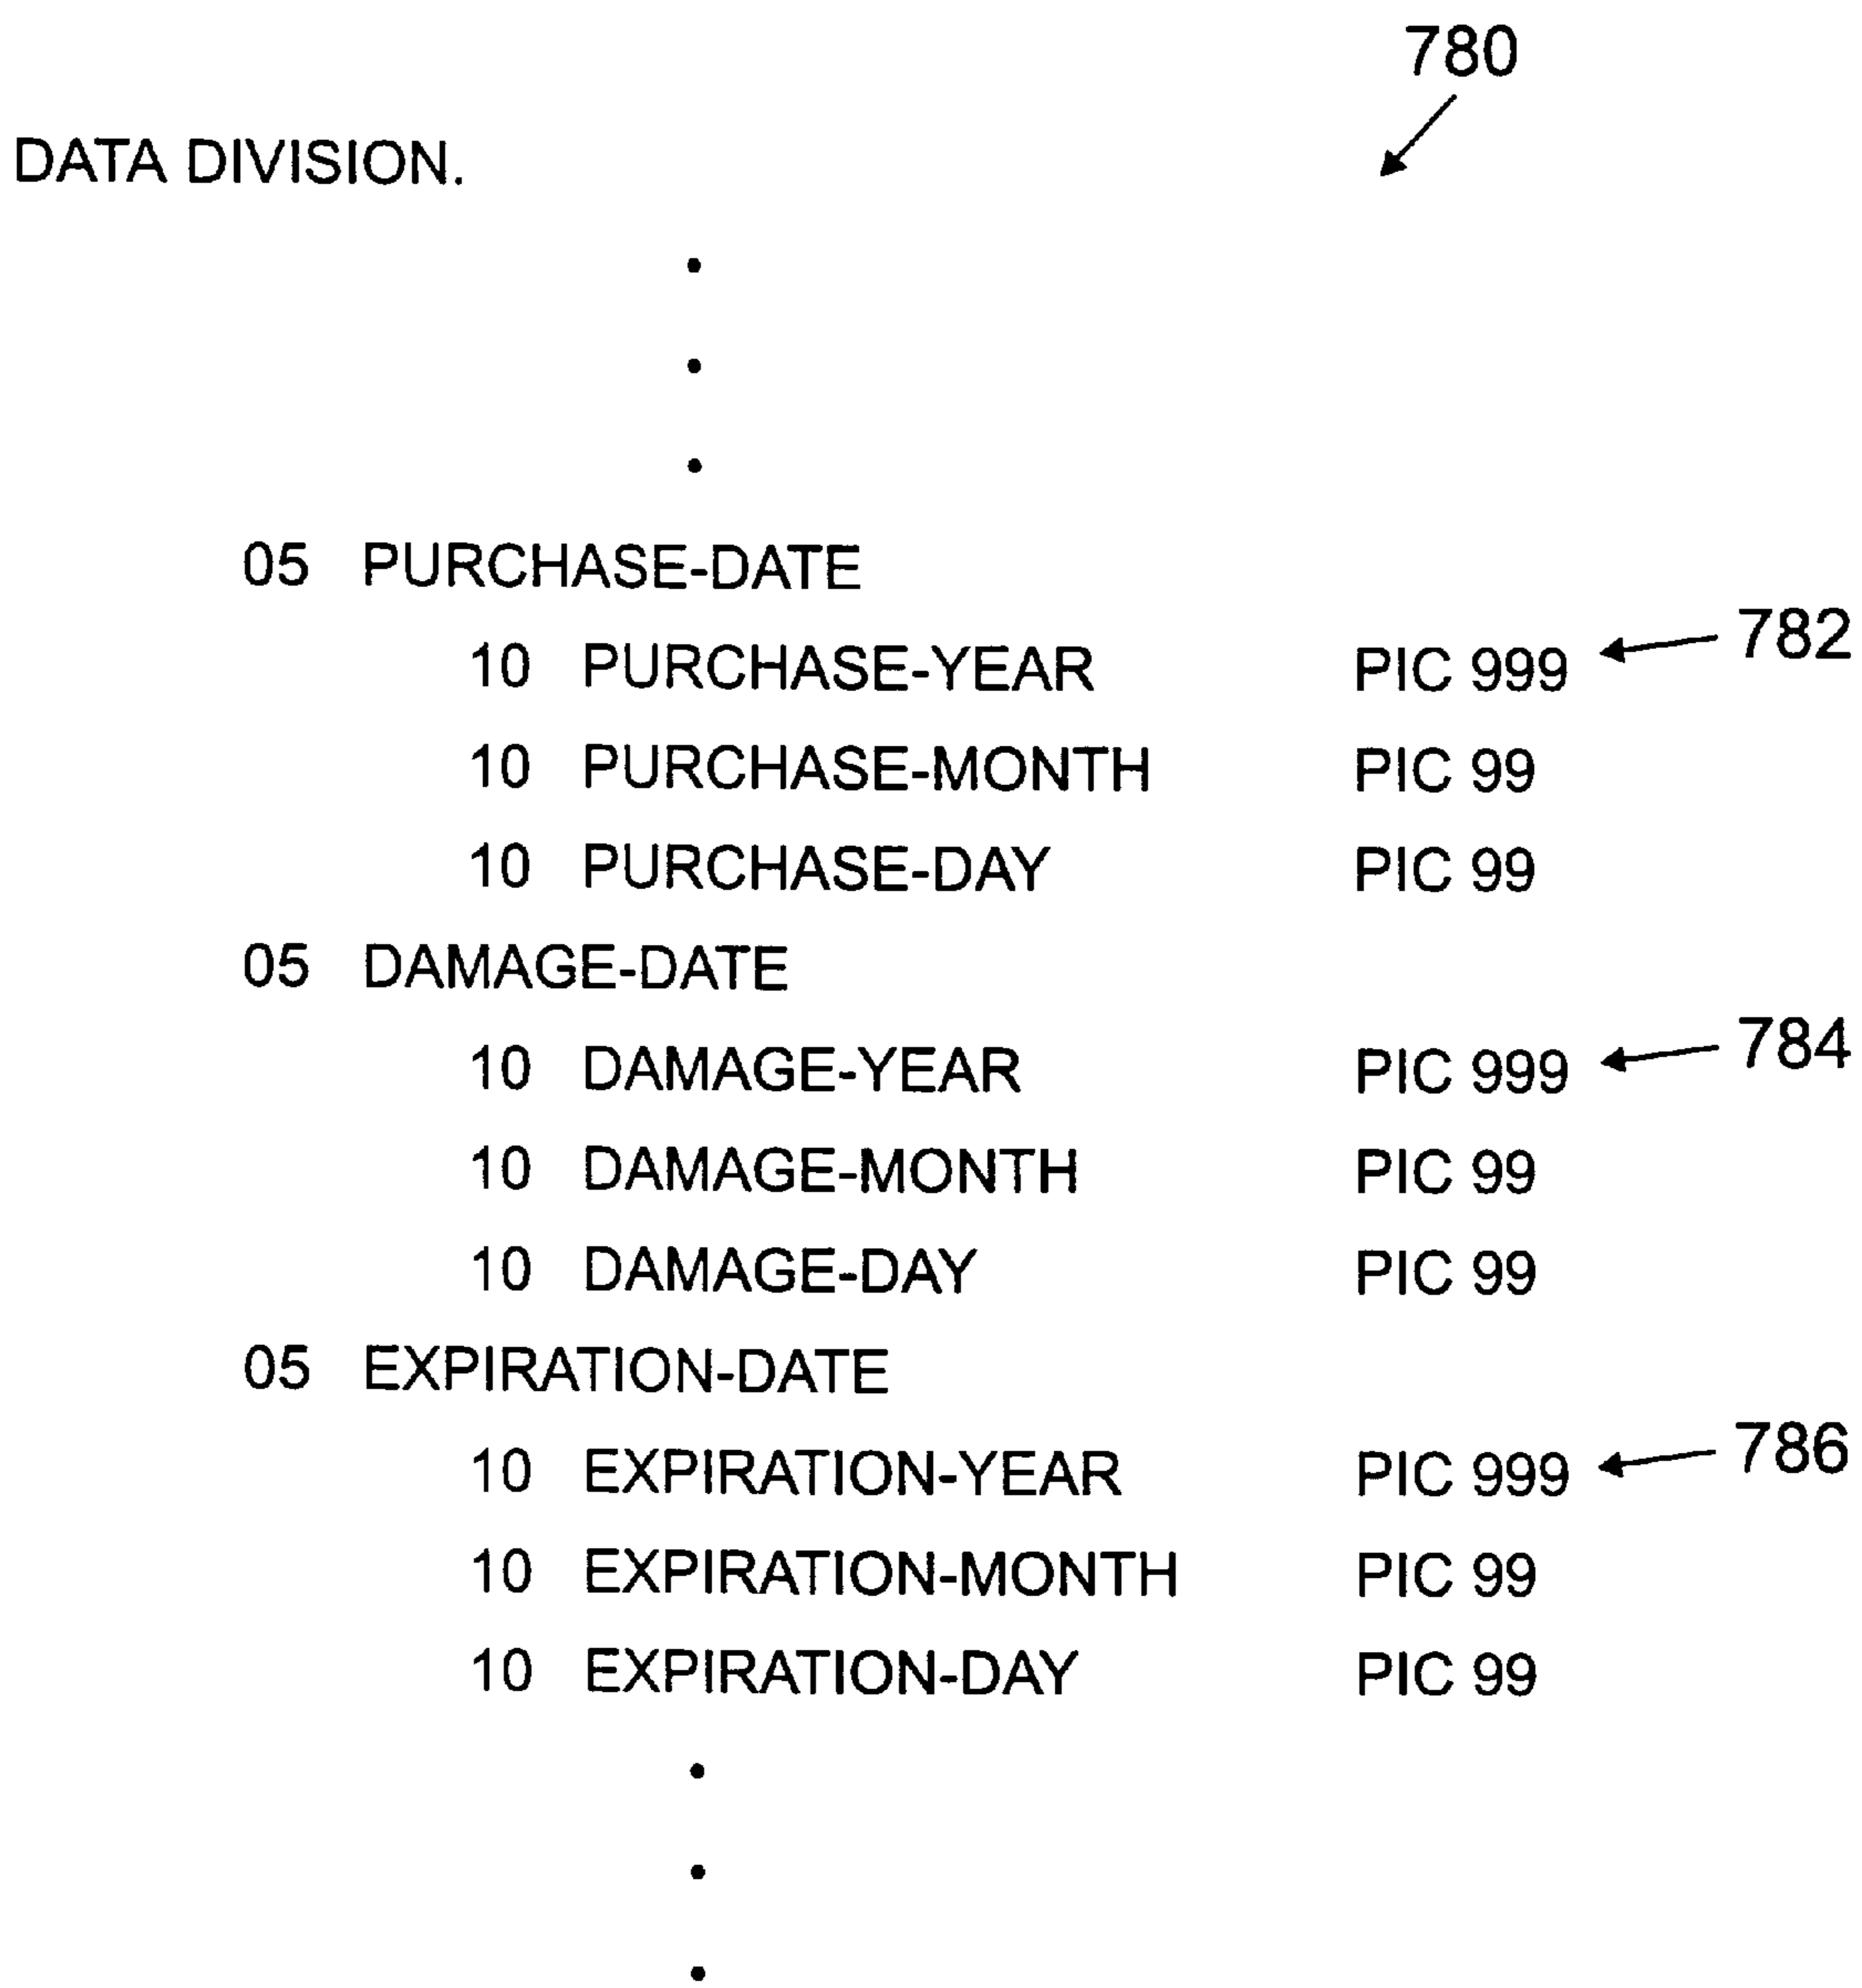 780
DATA DIVISION.
.
.
.
05 PURCHASE-DATE
10 PURCHASE-YEAR PIC 999 782
10 PURCHASE-MONTH PIC 99
10 PURCHASE-DAY PIC 99
05 DAMAGE-DATE
10 DAMAGE-YEAR PIC 999 784
10 DAMAGE-MONTH PIC 99
10 DAMAGE-DAY PIC 99
05 EXPIRATION-DATE
10 EXPIRATION-YEAR PIC 999 786
10 EXPIRATION-MONTH PIC 99
10 EXPIRATION-DAY PIC 99
.
.
.